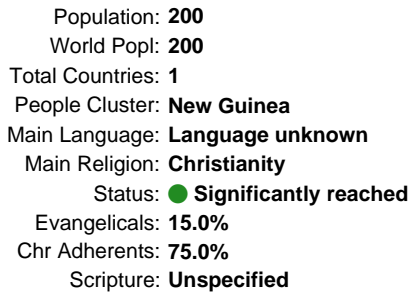 Population: 200
World Popl: 200
Total Countries: 1
People Cluster: New Guinea
Main Language: Language unknown
Main Religion: Christianity
Status: Significantly reached
Evangelicals: 15.0%
Chr Adherents: 75.0%
Scripture: Unspecified